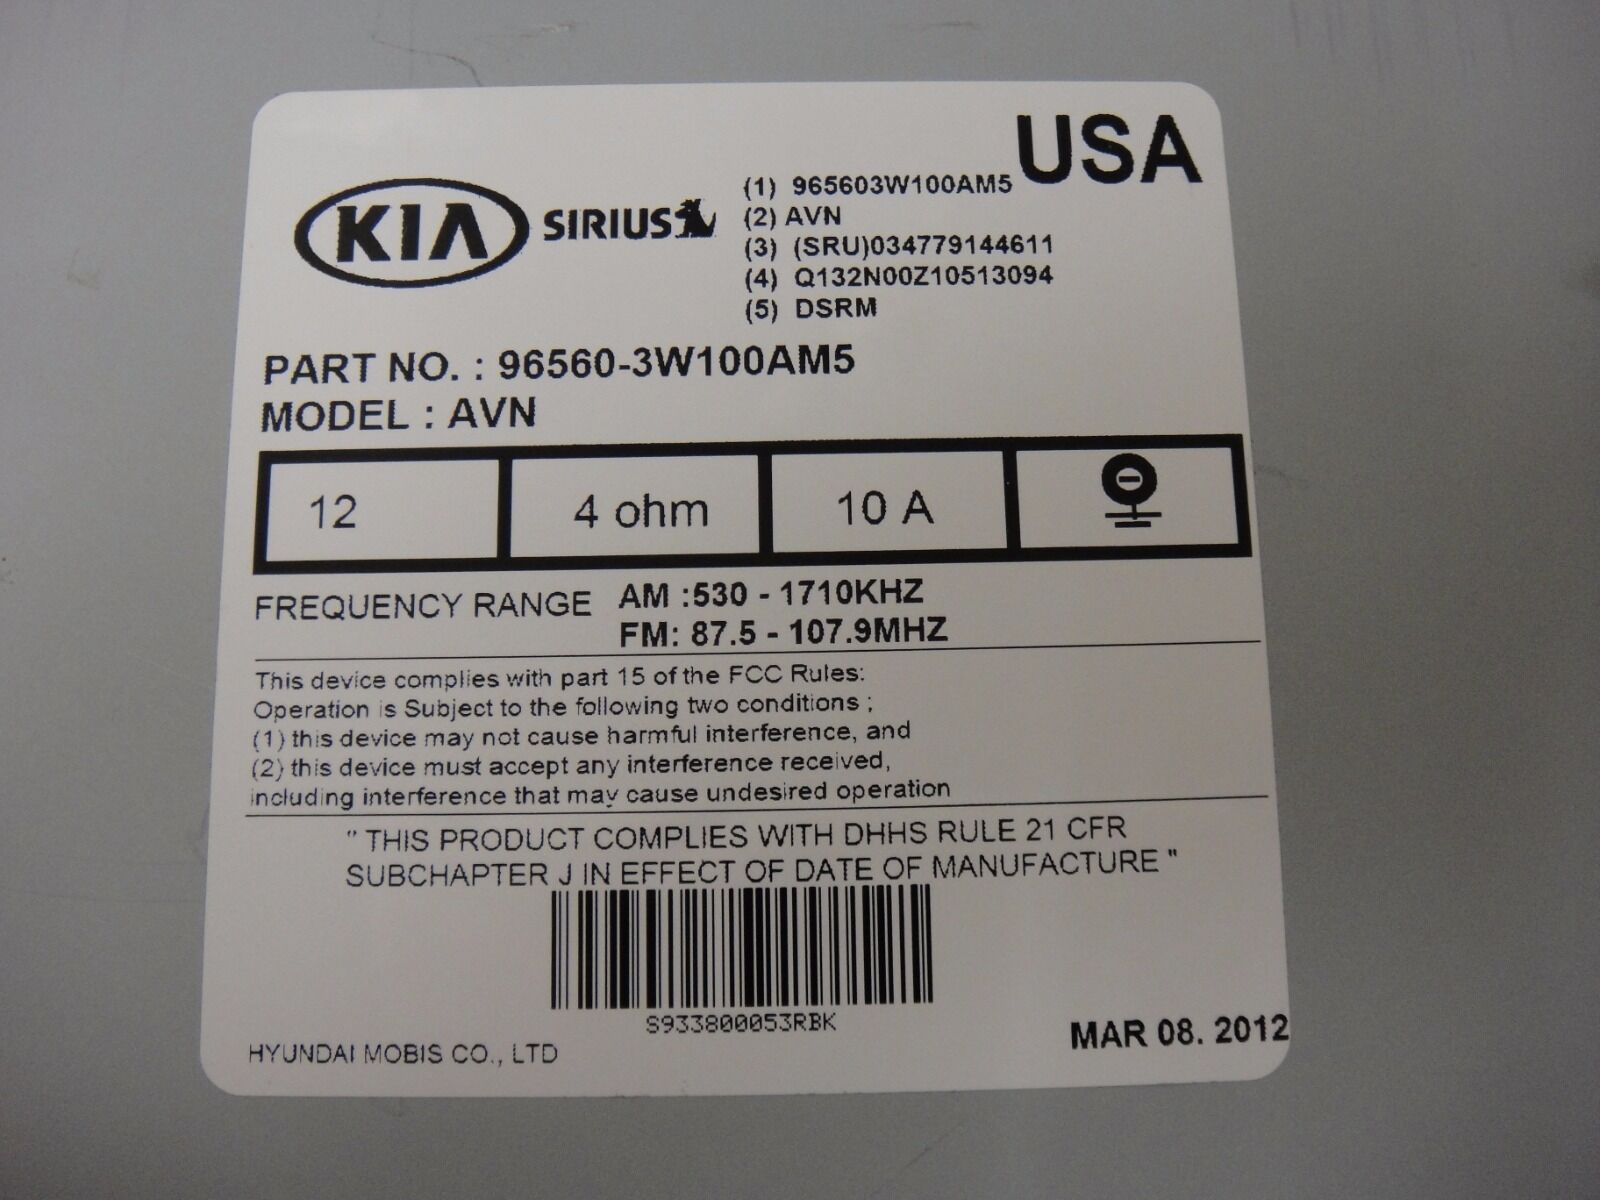 USA
KIA SIRIUS
(1) 965603W100AM5
(2) AVN
(3) (SRU)034779144611
(4) Q132N00Z10513094
(5) DSRM
PART NO. : 96560-3W100AM5
MODEL : AVN
12 4 ohm 10 A
FREQUENCY RANGE AM :530 - 1710KHZ
FM: 87.5 - 107.9MHZ
This device complies with part 15 of the FCC Rules:
Operation is Subject to the following two conditions ;
(1) this device may not cause harmful interference, and
(2) this device must accept any interference received,
including interference that may cause undesired operation
" THIS PRODUCT COMPLIES WITH DHHS RULE 21 CFR
SUBCHAPTER J IN EFFECT OF DATE OF MANUFACTURE "
S933800053RBK
HYUNDAI MOBIS CO., LTD
MAR 08. 2012